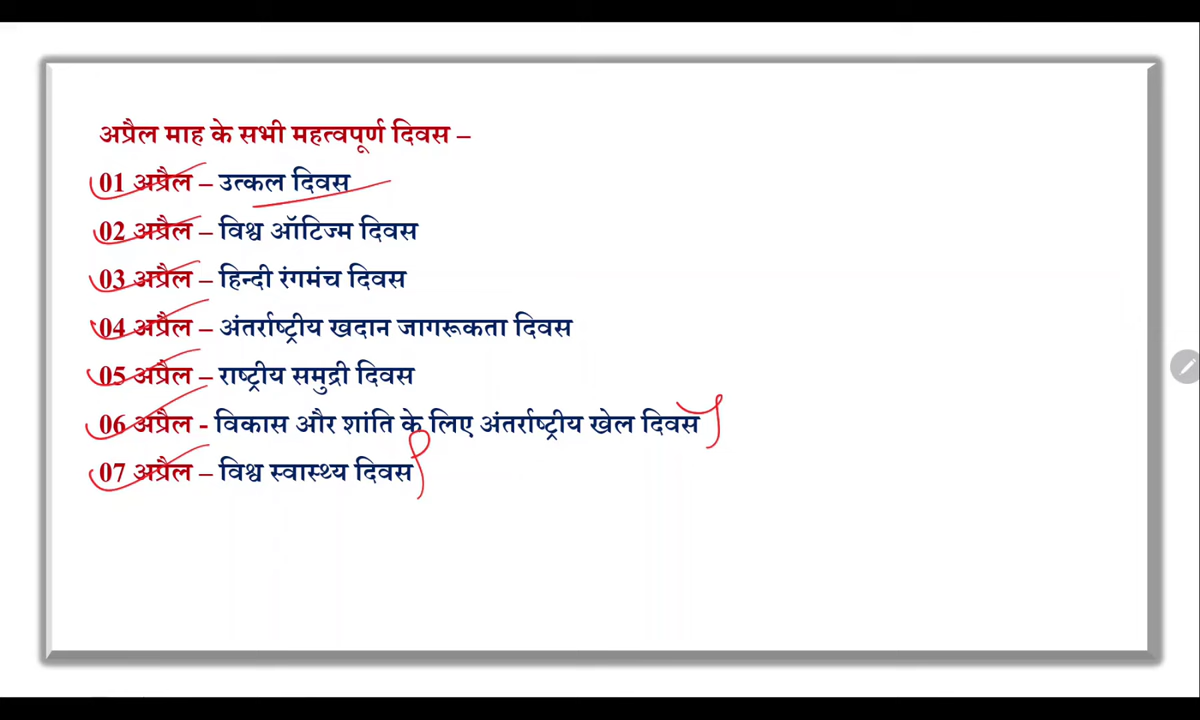 अप्रैल माह के सभी महत्वपूर्ण दिवस –
01 अप्रैल – उत्कल दिवस
02 अप्रैल – विश्व ऑटिज्म दिवस
03 अप्रैल – हिन्दी रंगमंच दिवस
04 अप्रैल – अंतर्राष्ट्रीय खदान जागरूकता दिवस
05 अप्रैल – राष्ट्रीय समुद्री दिवस
06 अप्रैल - विकास और शांति के लिए अंतर्राष्ट्रीय खेल दिवस
07 अप्रैल – विश्व स्वास्थ्य दिवस